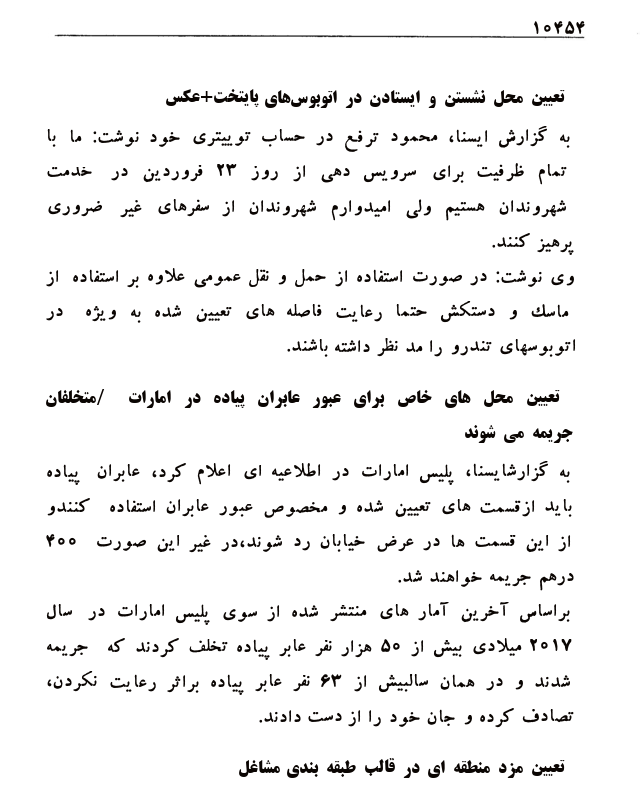 ۱۰۴۵۴
تعیین محل نشستن و ایستادن در اتوبوس‌های پایتخت+عکس
به گزارش ایسنا، محمود ترفع در حساب توییتری خود نوشت: ما با
تمام ظرفیت برای سرویس دهی از روز ۲۳ فروردین در خدمت
شهروندان هستیم ولی امیدوارم شهروندان از سفرهای غیر ضروری
پرهیز کنند.
وی نوشت: در صورت استفاده از حمل و نقل عمومی علاوه بر استفاده از
ماسك و دستکش حتما رعایت فاصله های تعیین شده به ویژه در
اتوبوسهای تندرو را مد نظر داشته باشند.
تعیین محل های خاص برای عبور عابران پیاده در امارات /متخلفان
جریمه می شوند
به گزارشایسنا، پلیس امارات در اطلاعیه ای اعلام کرد، عابران پیاده
باید ازقسمت های تعیین شده و مخصوص عبور عابران استفاده کنندو
از این قسمت ها در عرض خیابان رد شوند،در غیر این صورت ۴۰۰
درهم جریمه خواهند شد.
براساس آخرین آمار های منتشر شده از سوی پلیس امارات در سال
۲۰۱۷ میلادی بیش از ۵۰ هزار نفر عابر پیاده تخلف کردند که جریمه
شدند و در همان سالبیش از ۶۳ نفر عابر پیاده براثر رعایت نکردن،
تصادف کرده و جان خود را از دست دادند.
تعیین مزد منطقه ای در قالب طبقه بندی مشاغل